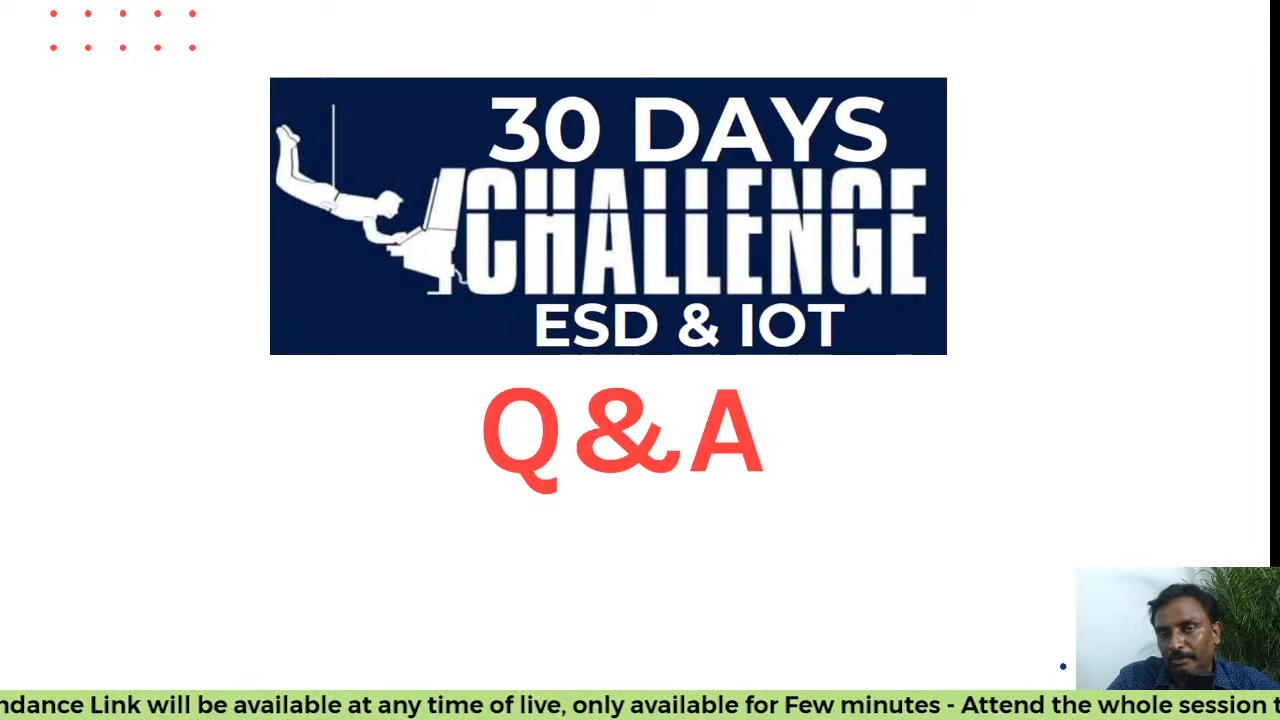 30 DAYS
CHALLENGE
ESD & IOT
Q&A
ndance Link will be available at any time of live, only available for Few minutes - Attend the whole session t